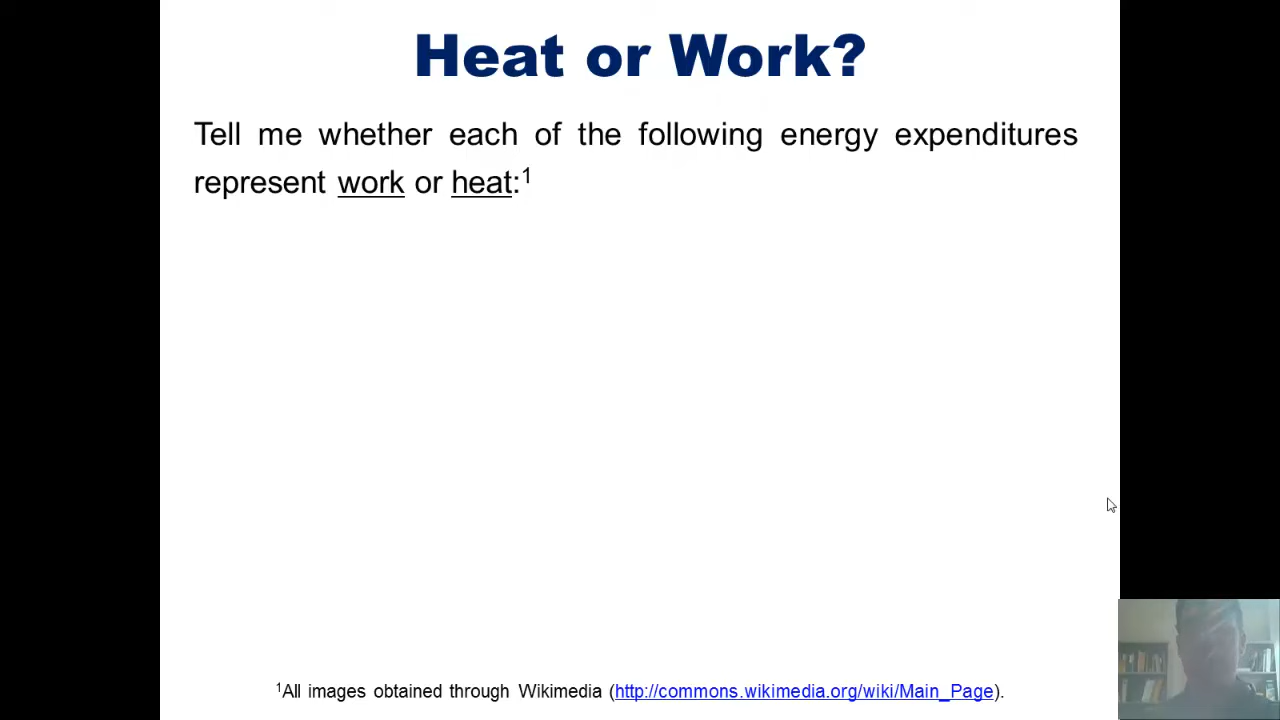 Heat or Work?
Tell me whether each of the following energy expenditures
represent work or heat:¹
¹All images obtained through Wikimedia (http://commons.wikimedia.org/wiki/Main_Page).